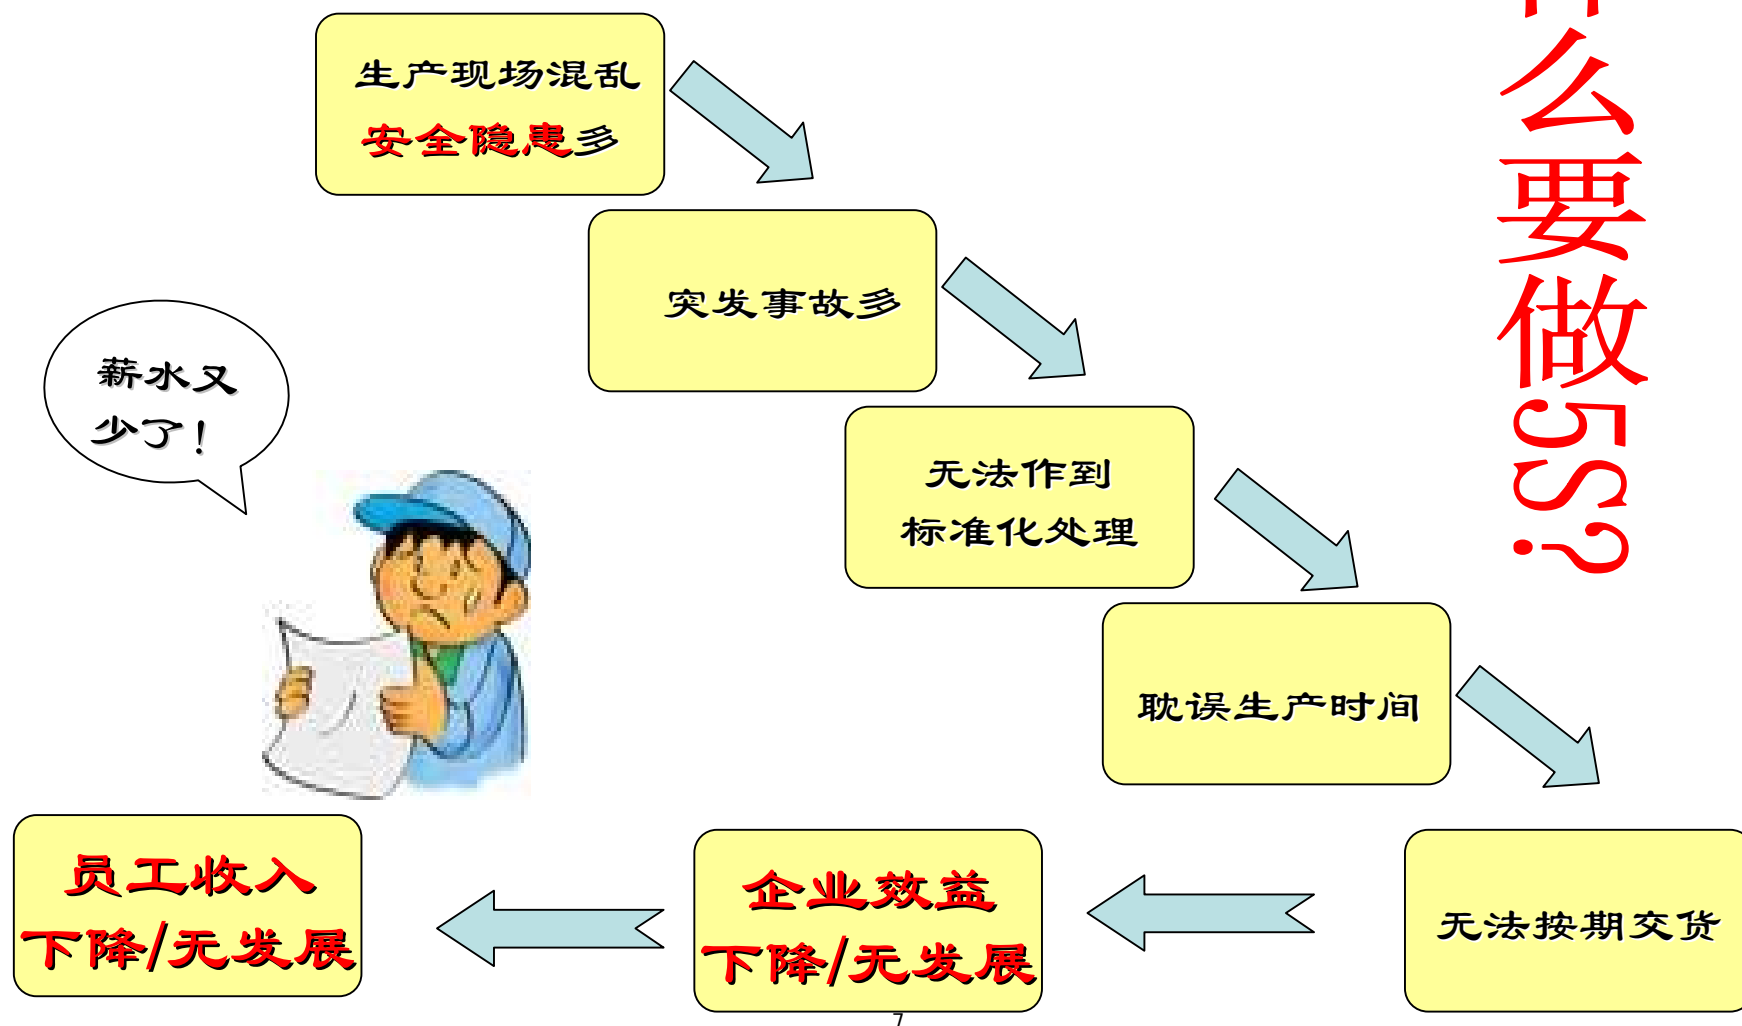 生产现场混乱
安全隐患多
突发事故多
无法作到
标准化处理
耽误生产时间
无法按期交货
企业效益
下降/无发展
员工收入
下降/无发展
薪水又
少了!
么要做5S?
7